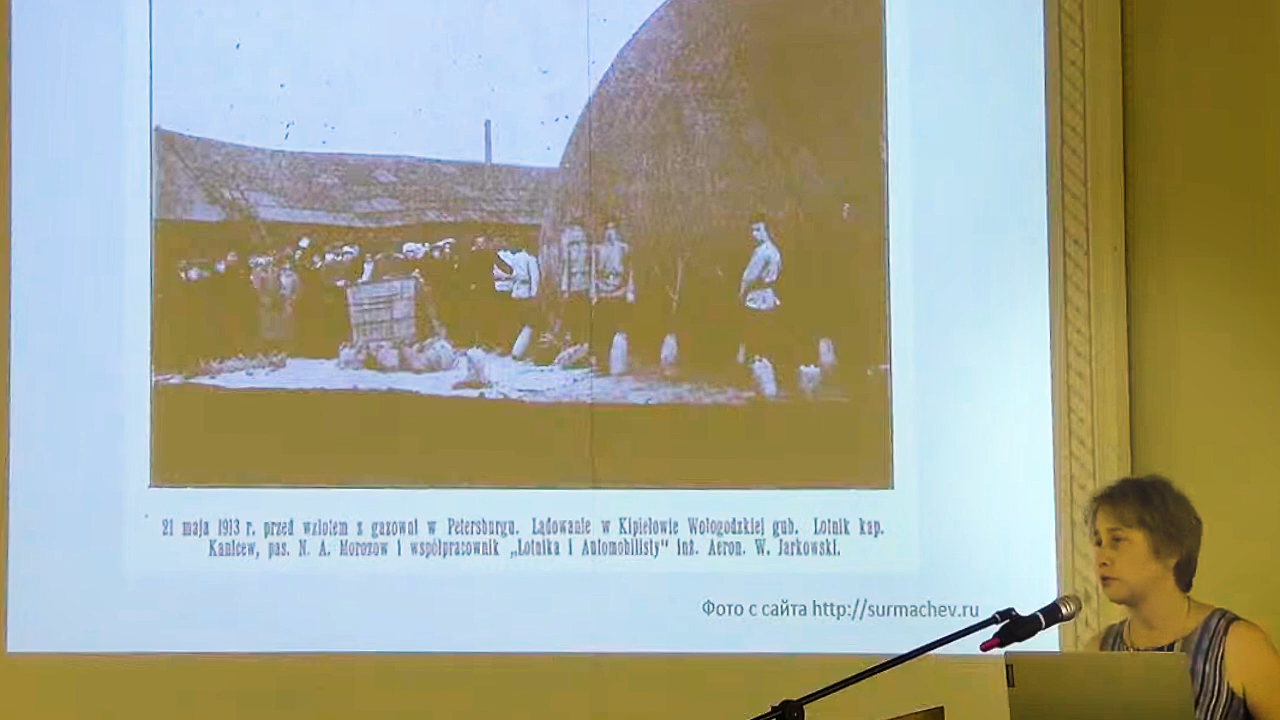 21 maja 1913 r. przed wzlotem z gazowni w Petersburgu. Lądowanie w Kipiełowie Wołogodzkiej gub. Lotnik kap.
Kanicew, pas. N. A. Morozow i współpracownik „Lotnika i Automobilisty“ inż. Aeron. W. Jarkowski.
Фото с сайта http://surmachev.ru